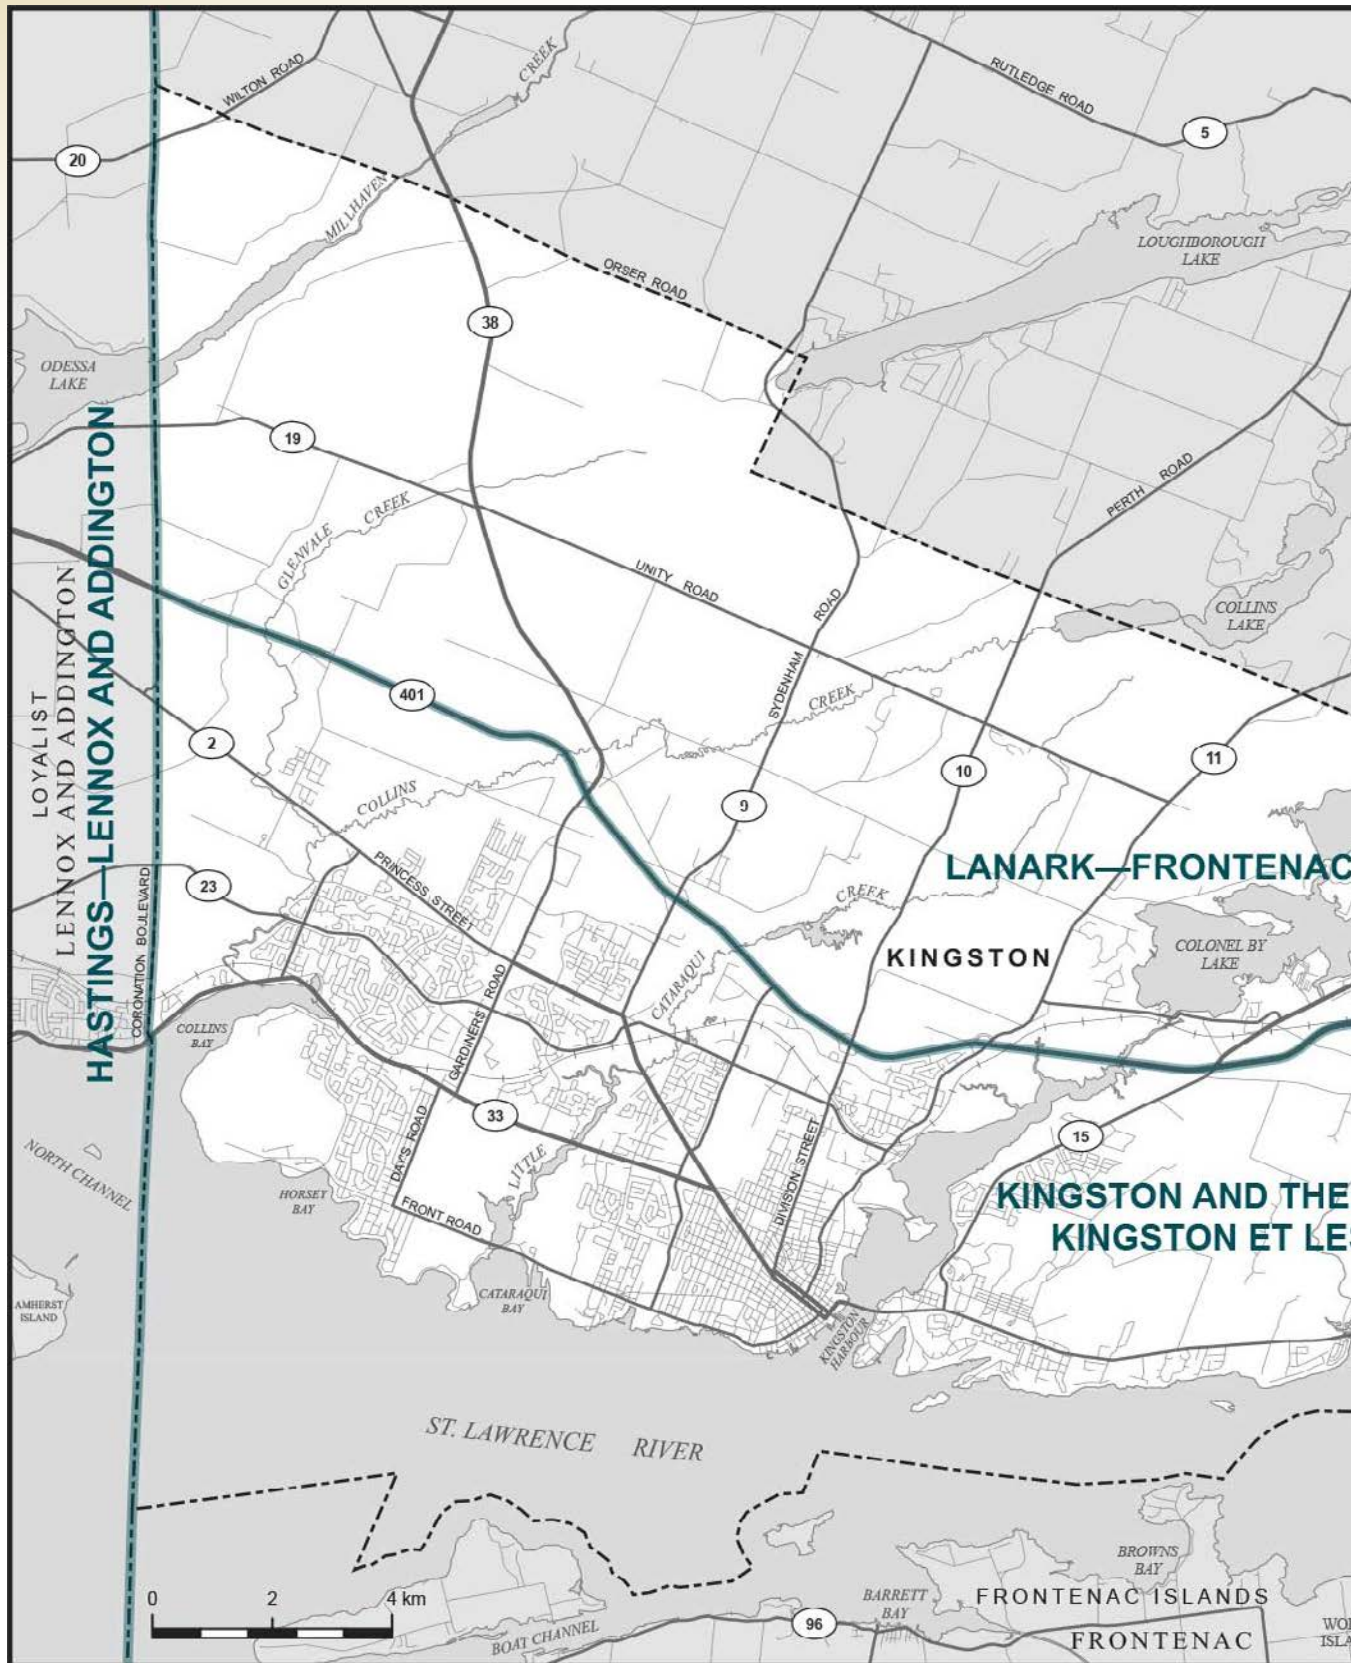 CREEK
WILTON ROAD
RUTLEDGE ROAD
5
20
MILLHAVEN
LOUGHBOROUGH
LAKE
ORSER ROAD
38
ODESSA
LAKE
19
PERTH ROAD
CREEK
GLENVALE
UNITY ROAD
ROAD
COLLINS
LAKE
SYDENHAM
CREEK
401
2
11
10
9
COLLINS
LOYALIST
LENNOX AND ADDINGTON
HASTINGS—LENNOX AND ADDINGTON
PRINCESS STREET
LANARK—FRONTENAC
23
CREEK
CORONATION BOULEVARD
KINGSTON
COLONEL BY
LAKE
CATARAQUI
GARDINERS ROAD
COLLINS
BAY
33
15
DAY'S ROAD
DIVISION STREET
LITTLE
NORTH CHANNEL
HORSEY
BAY
FRONT ROAD
KINGSTON AND THE
KINGSTON ET LES
CATARAQUI
BAY
AMHERST
ISLAND
KINGSTON
HARBOUR
ST. LAWRENCE RIVER
BROWNS
BAY
0 2 4 km
BARRETT
BAY
FRONTENAC ISLANDS
96
BOAT CHANNEL
FRONTENAC